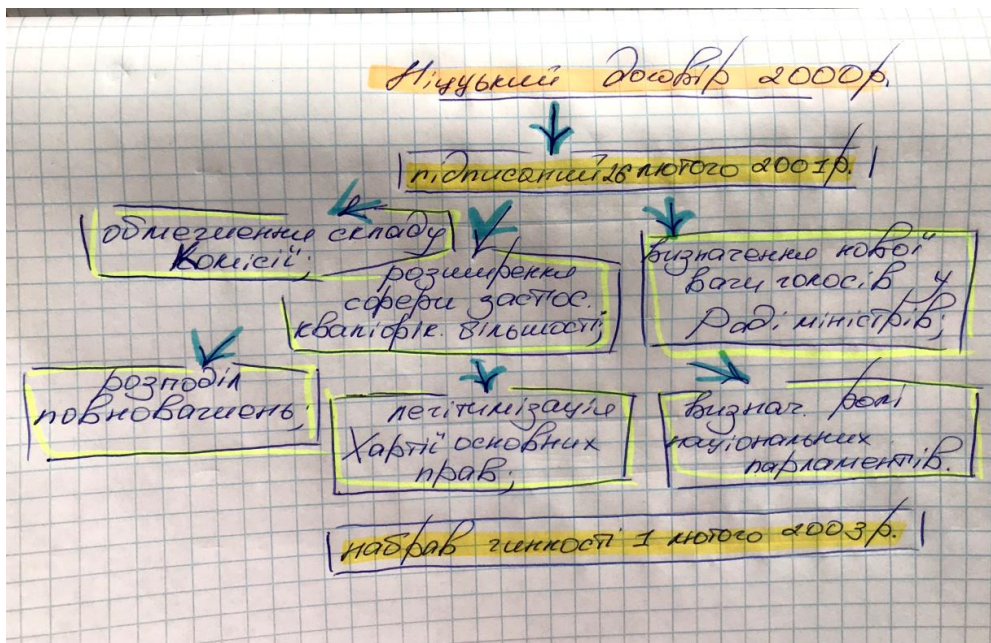 Ніццький договір 2000р.
підписаний 26 лютого 2001р.
обмеження складу
Комісії;
розширення
сфери застос.
кваліфік. більшості;
визначення нової
ваги голосів у
Раді міністрів;
розподіл
повноважень;
легітимізація
Хартії основних
прав;
визнач. ролі
національних
парламентів.
набрав чинності 1 лютого 2003р.